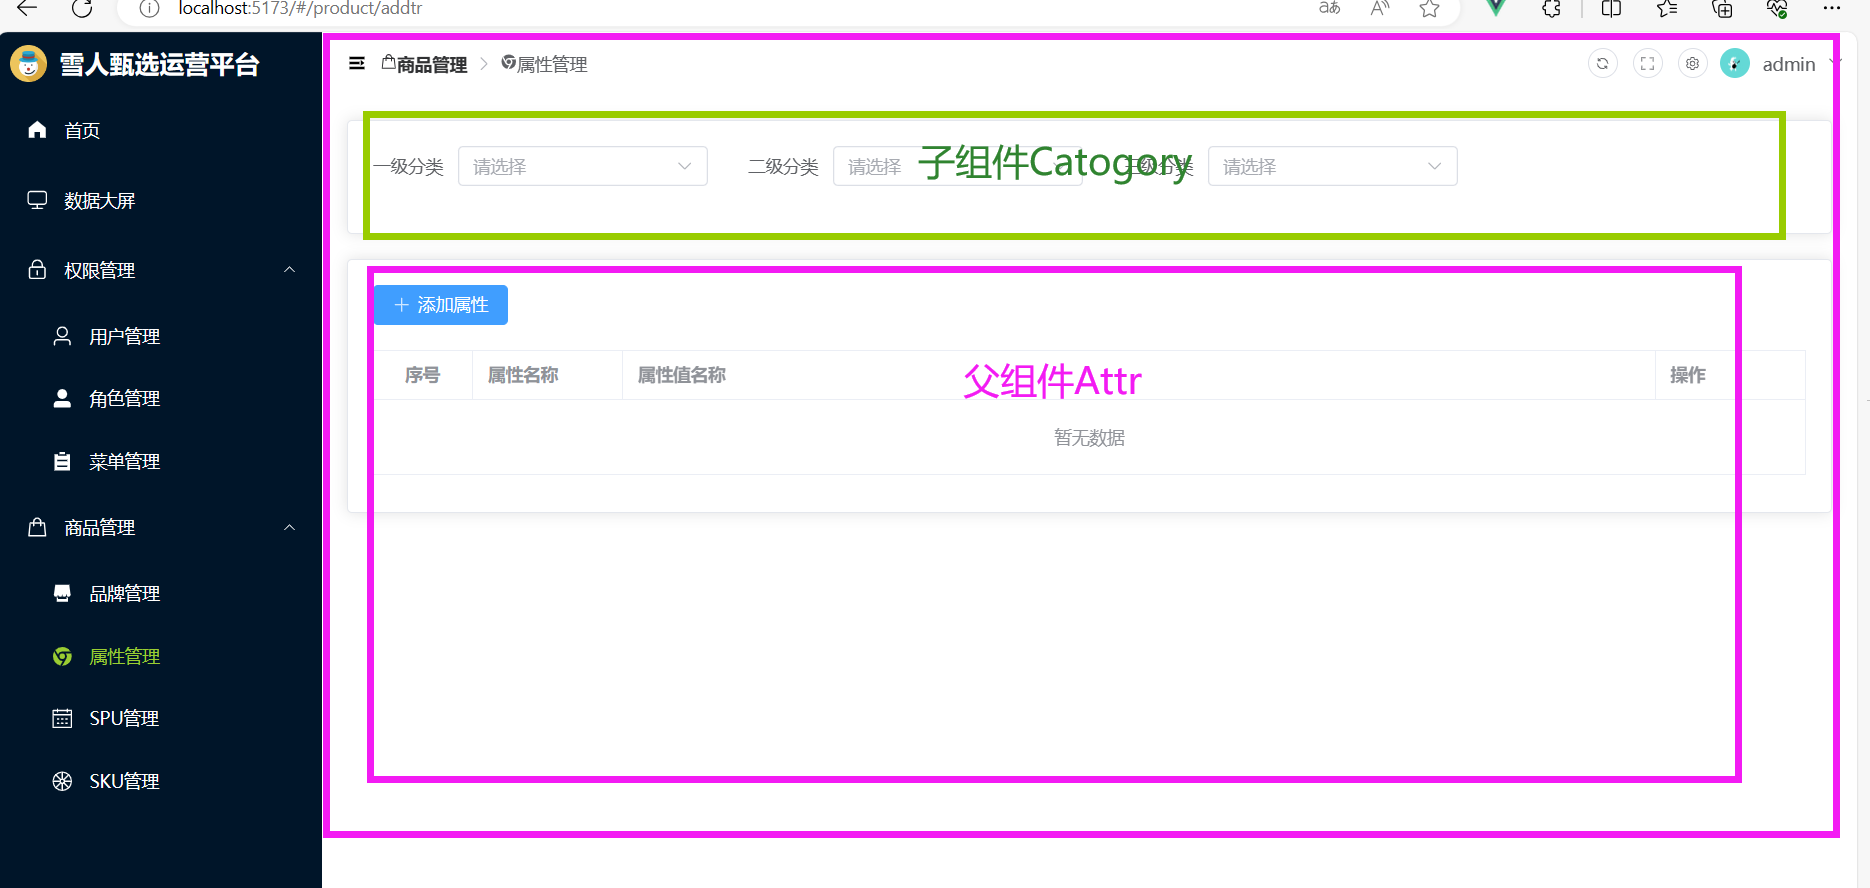 localhost:5173/#/product/addtr
雪人甄选运营平台
商品管理
属性管理
admin
首页
数据大屏
权限管理
用户管理
角色管理
菜单管理
商品管理
品牌管理
属性管理
SPU管理
SKU管理
一级分类
请选择
二级分类
请选择
子组件Catogory
三级分类
请选择
添加属性
序号
属性名称
属性值名称
父组件Attr
操作
暂无数据